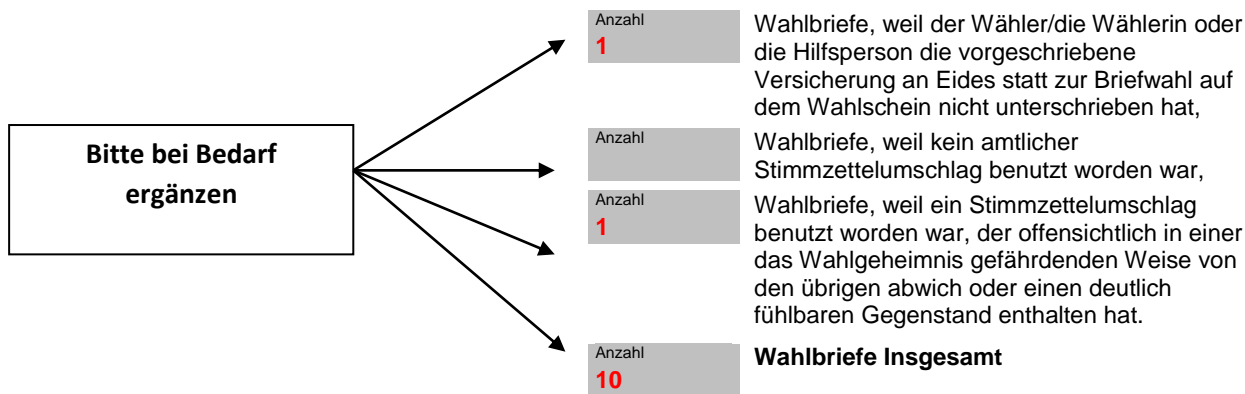 Bitte bei Bedarf
ergänzen
Anzahl
1
Wahlbriefe, weil der Wähler/die Wählerin oder
die Hilfsperson die vorgeschriebene
Versicherung an Eides statt zur Briefwahl auf
dem Wahlschein nicht unterschrieben hat,
Anzahl
Wahlbriefe, weil kein amtlicher
Stimmzettelumschlag benutzt worden war,
Anzahl
1
Wahlbriefe, weil ein Stimmzettelumschlag
benutzt worden war, der offensichtlich in einer
das Wahlgeheimnis gefährdenden Weise von
den übrigen abwich oder einen deutlich
fühlbaren Gegenstand enthalten hat.
Anzahl
10
Wahlbriefe Insgesamt